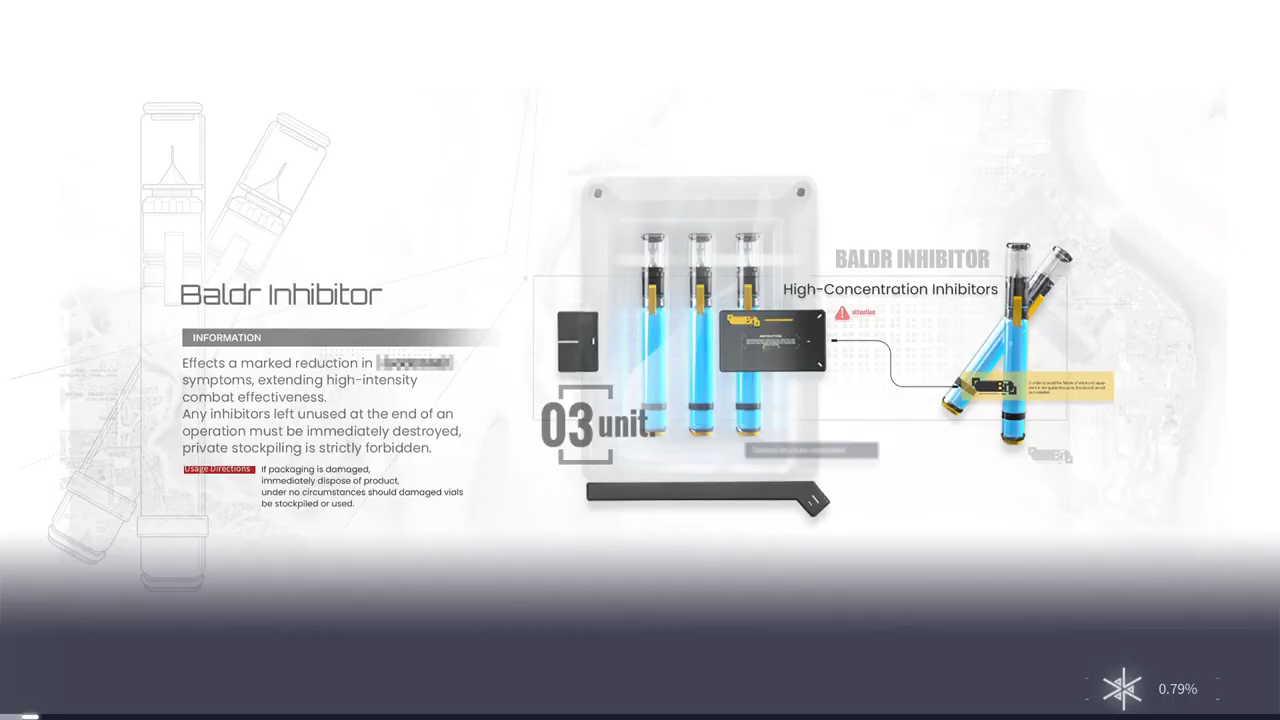 Baldr Inhibitor
INFORMATION
Effects a marked reduction in
symptoms, extending high-intensity
combat effectiveness.
Any inhibitors left unused at the end of an
operation must be immediately destroyed,
private stockpiling is strictly forbidden.
Usage Directions
If packaging is damaged,
immediately dispose of product,
under no circumstances should damaged vials
be stockpiled or used.
03 unit.
BALDR INHIBITOR
High-Concentration Inhibitors
attention
0.79%